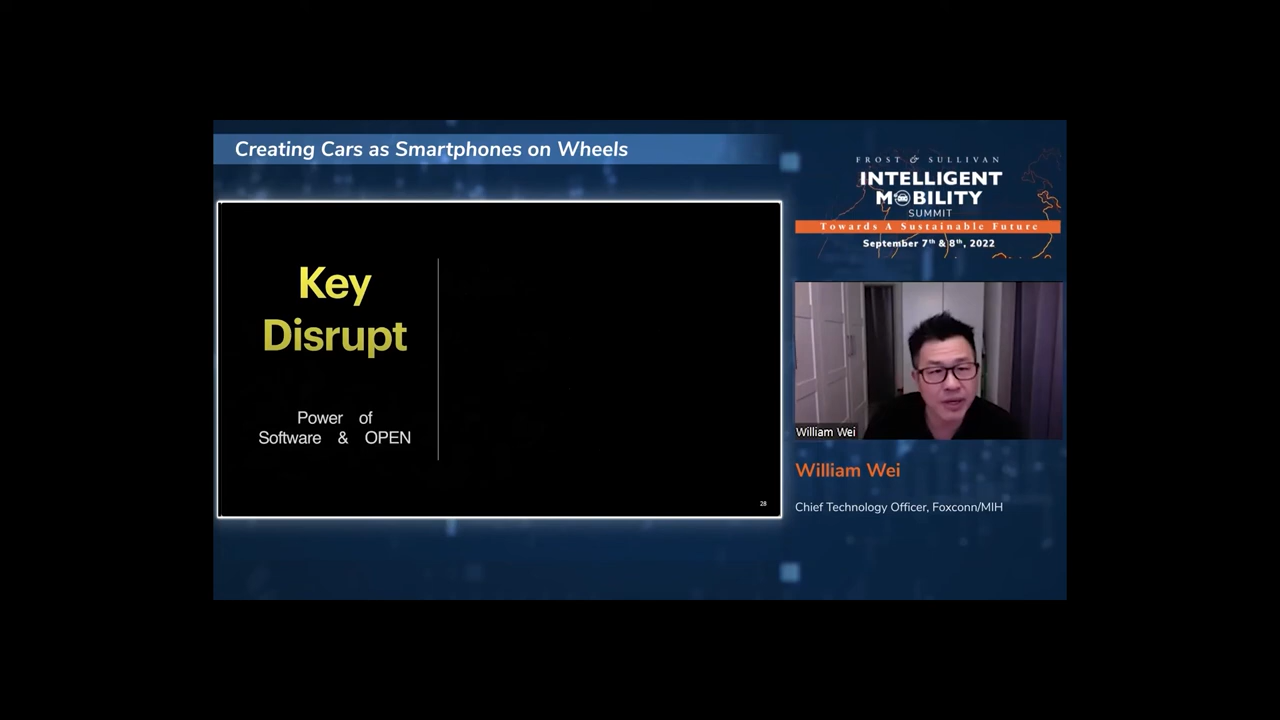 Creating Cars as Smartphones on Wheels
FROST & SULLIVAN
INTELLIGENT
MOBILITY
SUMMIT
Towards A Sustainable Future
September 7th & 8th, 2022
Key
Disrupt
Power of
Software & OPEN
28
William Wei
William Wei
Chief Technology Officer, Foxconn/MIH